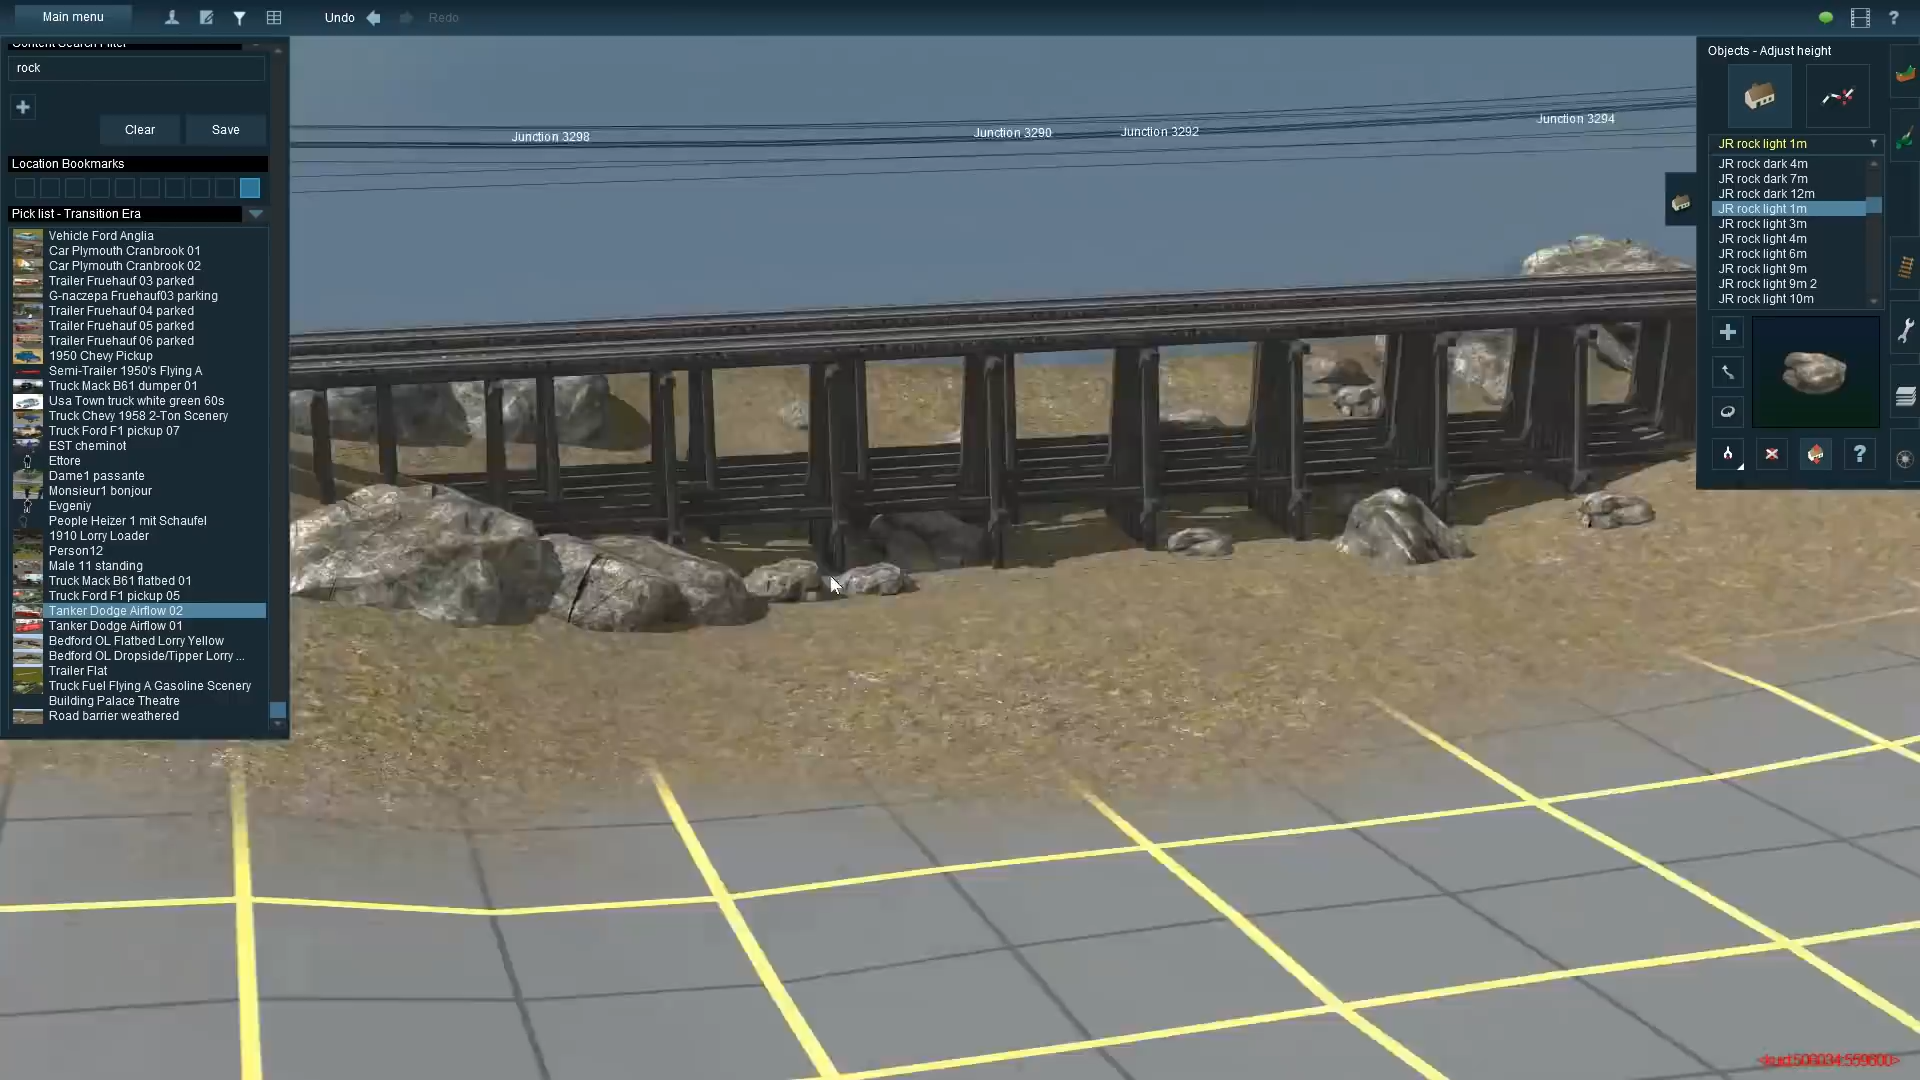 Main menu
Undo
Redo
?
Content Search Filter
rock
Clear
Save
Location Bookmarks
Pick list - Transition Era
Vehicle Ford Anglia
Car Plymouth Cranbrook 01
Car Plymouth Cranbrook 02
Trailer Fruehauf 03 parked
G-naczepa Fruehauf03 parking
Trailer Fruehauf 04 parked
Trailer Fruehauf 05 parked
Trailer Fruehauf 06 parked
1950 Chevy Pickup
Semi-Trailer 1950's Flying A
Truck Mack B61 dumper 01
Usa Town truck white green 60s
Truck Chevy 1958 2-Ton Scenery
Truck Ford F1 pickup 07
EST cheminot
Ettore
Dame1 passante
Monsieur1 bonjour
Evgeniy
People Heizer 1 mit Schaufel
1910 Lorry Loader
Person12
Male 11 standing
Truck Mack B61 flatbed 01
Truck Ford F1 pickup 05
Tanker Dodge Airflow 02
Tanker Dodge Airflow 01
Bedford OL Flatbed Lorry Yellow
Bedford OL Dropside/Tipper Lorry ...
Trailer Flat
Truck Fuel Flying A Gasoline Scenery
Building Palace Theatre
Road barrier weathered
Junction 3298
Junction 3290
Junction 3292
Junction 3294
Objects - Adjust height
JR rock light 1m
JR rock dark 4m
JR rock dark 7m
JR rock dark 12m
JR rock light 1m
JR rock light 3m
JR rock light 4m
JR rock light 6m
JR rock light 9m
JR rock light 9m 2
JR rock light 10m
?